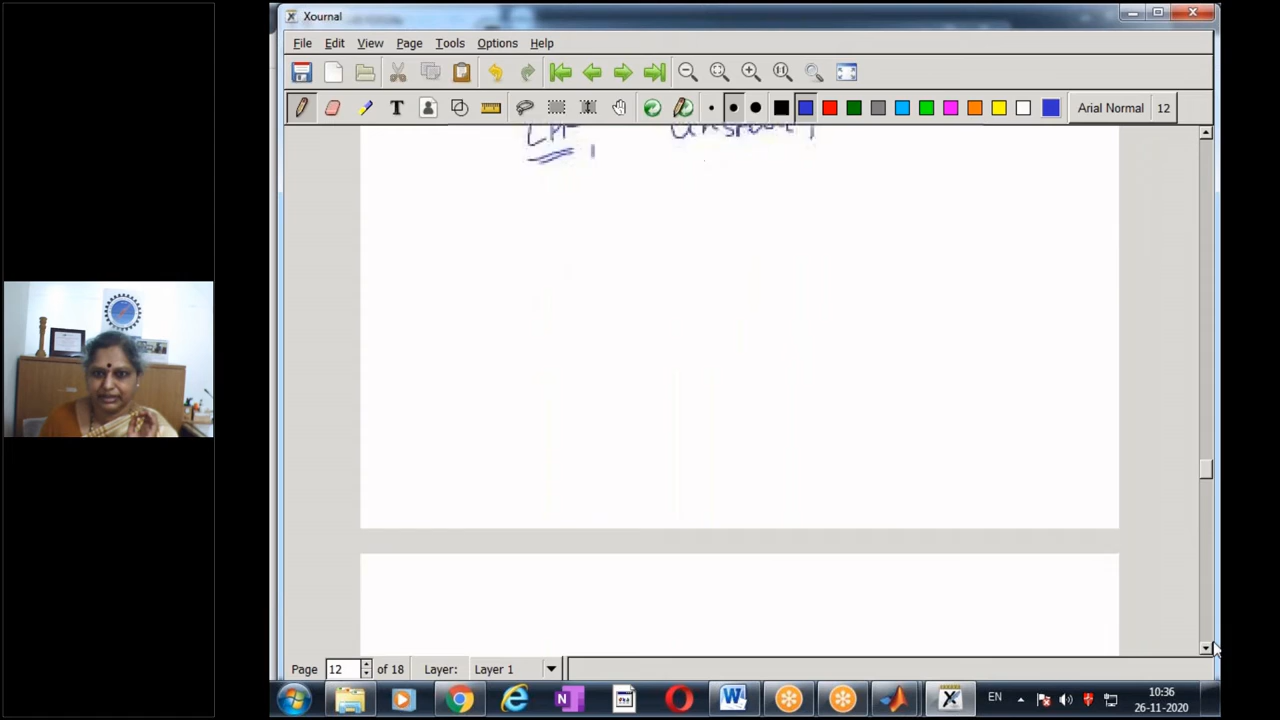 Xournal
File Edit View Page Tools Options Help
Arial Normal 12
LPF
Page 12 of 18 Layer: Layer 1
EN
10:36
26-11-2020